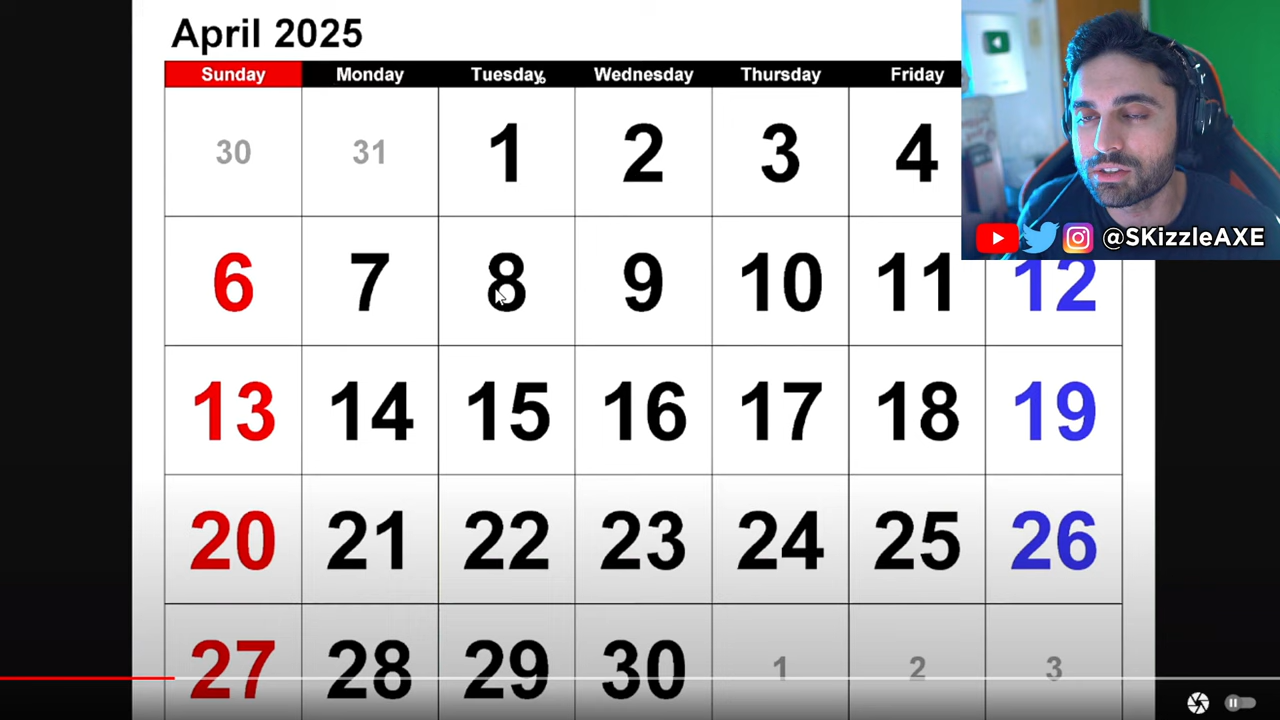 April 2025
Sunday Monday Tuesday Wednesday Thursday Friday
30 31 1 2 3 4
@SKizzleAXE
6 7 8 9 10 11 12
13 14 15 16 17 18 19
20 21 22 23 24 25 26
27 28 29 30 1 2 3